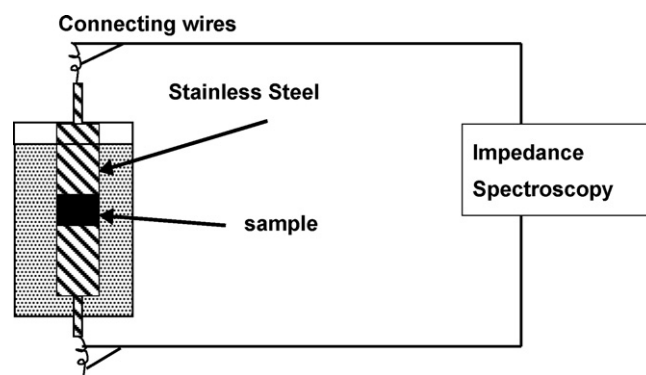 Connecting wires
Stainless Steel
Impedance
Spectroscopy
sample